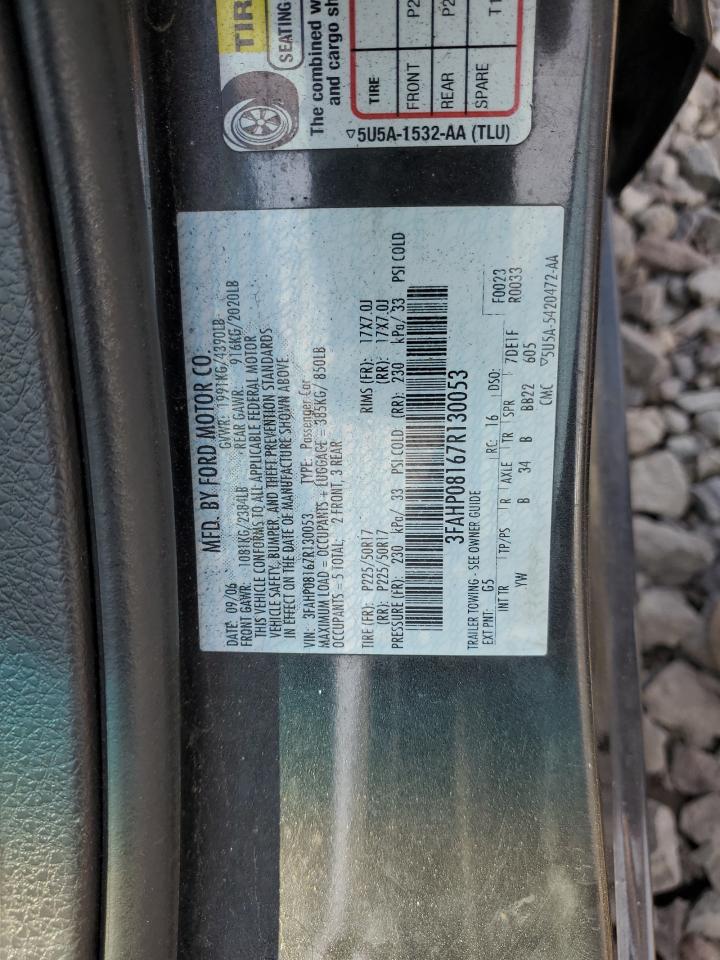 TIR
SEATING
The combined w
and cargo sh
TIRE
FRONT P2
REAR P2
SPARE T1
5U5A-1532-AA (TLU)
MFD. BY FORD MOTOR CO.
DATE: 09/06 GVWR: 1991KG/4390LB
FRONT GAWR: 1081KG/2384LB REAR GAWR: 916KG/2020LB
THIS VEHICLE CONFORMS TO ALL APPLICABLE FEDERAL MOTOR
VEHICLE SAFETY, BUMPER, AND THEFT PREVENTION STANDARDS
IN EFFECT ON THE DATE OF MANUFACTURE SHOWN ABOVE.
VIN: 3FAHP08167R130053 TYPE: Passenger Car
MAXIMUM LOAD = OCCUPANTS + LUGGAGE = 385KG/ 850LB
OCCUPANTS = 5 TOTAL: 2 FRONT, 3 REAR
TIRE (FR): P225/50R17 RIMS (FR): 17X7.0J
(RR): P225/50R17 (RR): 17X7.0J
PRESSURE (FR): 230 kPa/ 33 PSI COLD (RR): 230 kPa/ 33 PSI COLD
3FAHP08167R130053
TRAILER TOWING - SEE OWNER GUIDE F0023
EXT PNT: G5 RC: 16 DSO: R0033
INT TR TP/PS R AXLE TR SPR 7DE1F
YW B 34 B BB22 605
CMC 5U5A-5420472-AA